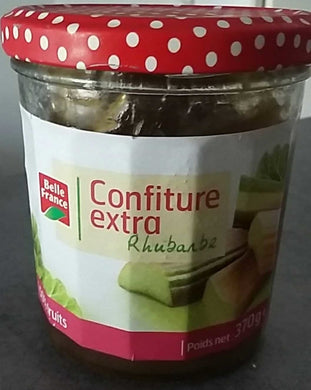 Belle
France
Confiture
extra
Rhubarbe
fruits
Poids net 370g